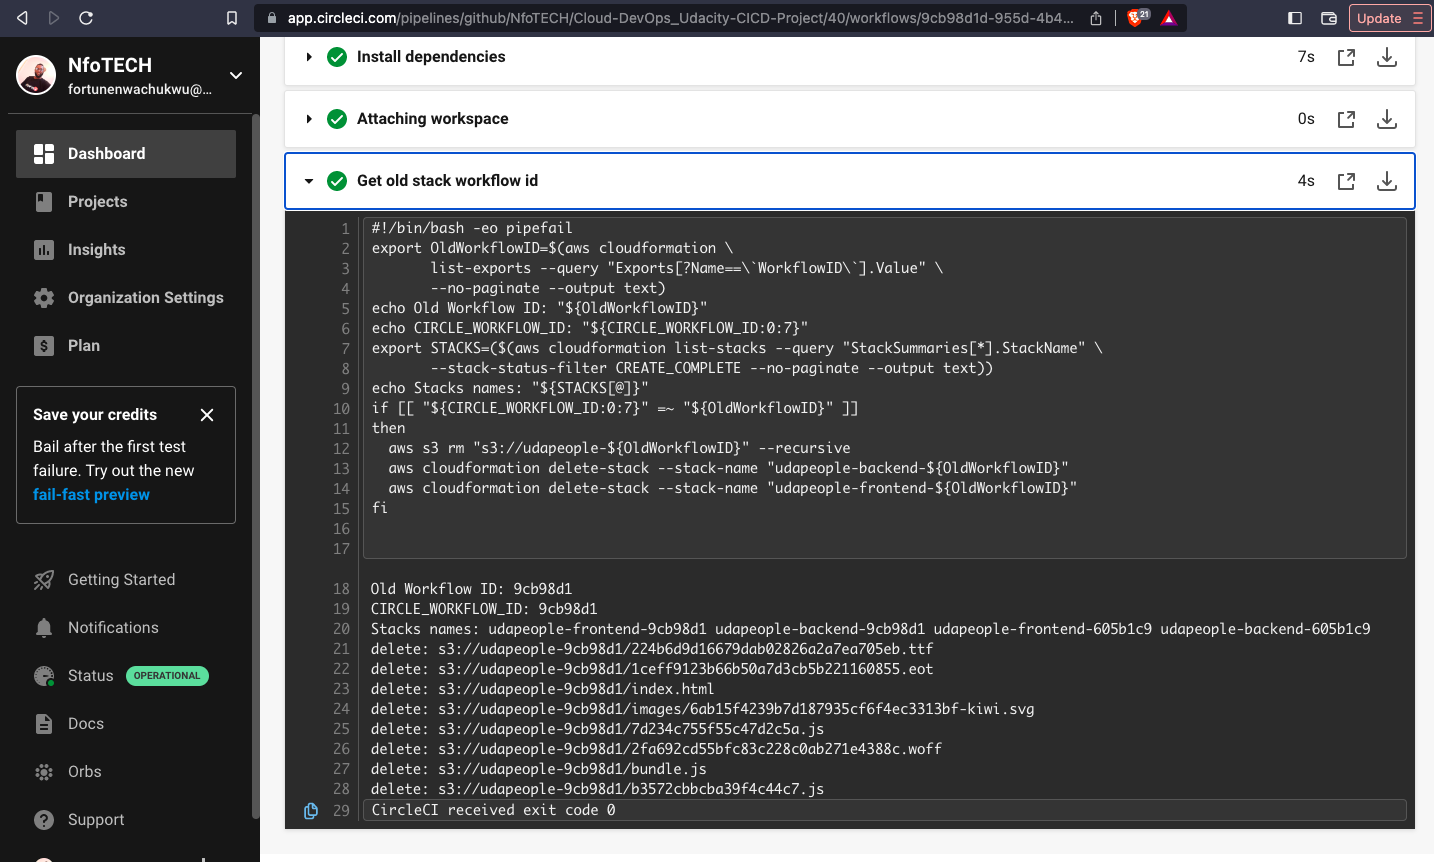 app.circleci.com/pipelines/github/NfoTECH/Cloud-DevOps_Udacity-CICD-Project/40/workflows/9cb98d1d-955d-4b4...
21
Update
NfoTECH
fortunenwachukwu@...
Dashboard
Projects
Insights
Organization Settings
Plan
Save your credits
Bail after the first test
failure. Try out the new
fail-fast preview
Getting Started
Notifications
Status OPERATIONAL
Docs
Orbs
Support
Install dependencies 7s
Attaching workspace 0s
Get old stack workflow id 4s
1 #!/bin/bash -eo pipefail
2 export OldWorkflowID=$(aws cloudformation \
3 list-exports --query "Exports[?Name==\`WorkflowID\`].Value" \
4 --no-paginate --output text)
5 echo Old Workflow ID: "${OldWorkflowID}"
6 echo CIRCLE_WORKFLOW_ID: "${CIRCLE_WORKFLOW_ID:0:7}"
7 export STACKS=($(aws cloudformation list-stacks --query "StackSummaries[*].StackName" \
8 --stack-status-filter CREATE_COMPLETE --no-paginate --output text))
9 echo Stacks names: "${STACKS[@]}"
10 if [[ "${CIRCLE_WORKFLOW_ID:0:7}" =~ "${OldWorkflowID}" ]]
11 then
12 aws s3 rm "s3://udapeople-${OldWorkflowID}" --recursive
13 aws cloudformation delete-stack --stack-name "udapeople-backend-${OldWorkflowID}"
14 aws cloudformation delete-stack --stack-name "udapeople-frontend-${OldWorkflowID}"
15 fi
16
17
18 Old Workflow ID: 9cb98d1
19 CIRCLE_WORKFLOW_ID: 9cb98d1
20 Stacks names: udapeople-frontend-9cb98d1 udapeople-backend-9cb98d1 udapeople-frontend-605b1c9 udapeople-backend-605b1c9
21 delete: s3://udapeople-9cb98d1/224b6d9d16679dab02826a2a7ea705eb.ttf
22 delete: s3://udapeople-9cb98d1/1ceff9123b66b50a7d3cb5b221160855.eot
23 delete: s3://udapeople-9cb98d1/index.html
24 delete: s3://udapeople-9cb98d1/images/6ab15f4239b7d187935cf6f4ec3313bf-kiwi.svg
25 delete: s3://udapeople-9cb98d1/7d234c755f55c47d2c5a.js
26 delete: s3://udapeople-9cb98d1/2fa692cd55bfc83c228c0ab271e4388c.woff
27 delete: s3://udapeople-9cb98d1/bundle.js
28 delete: s3://udapeople-9cb98d1/b3572cbbcba39f4c44c7.js
29 CircleCI received exit code 0